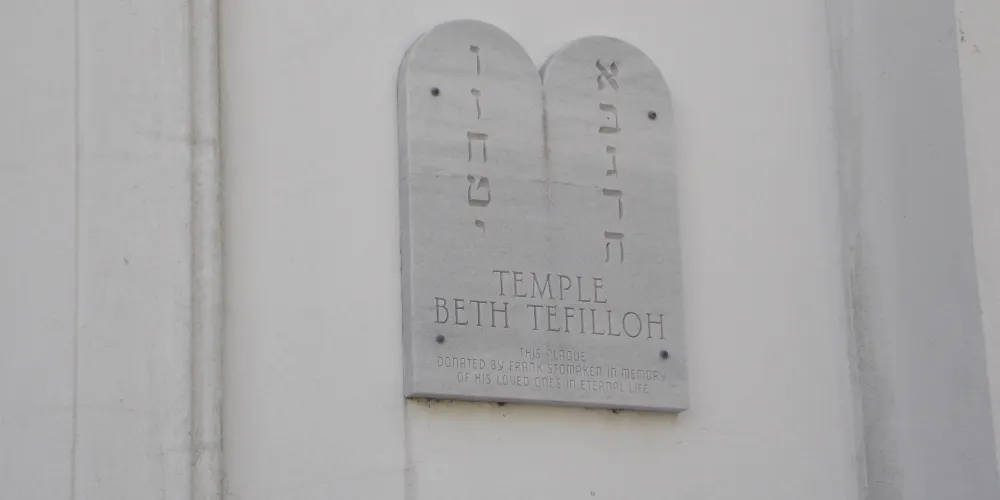 א
בּ
ג
ד
ה
ו
ז
ח
ט
י
TEMPLE
BETH TEFILLOH
THIS PLAQUE
DONATED BY FRANK IN MEMORY
OF HIS LOVED ONES IN ETERNAL LIFE